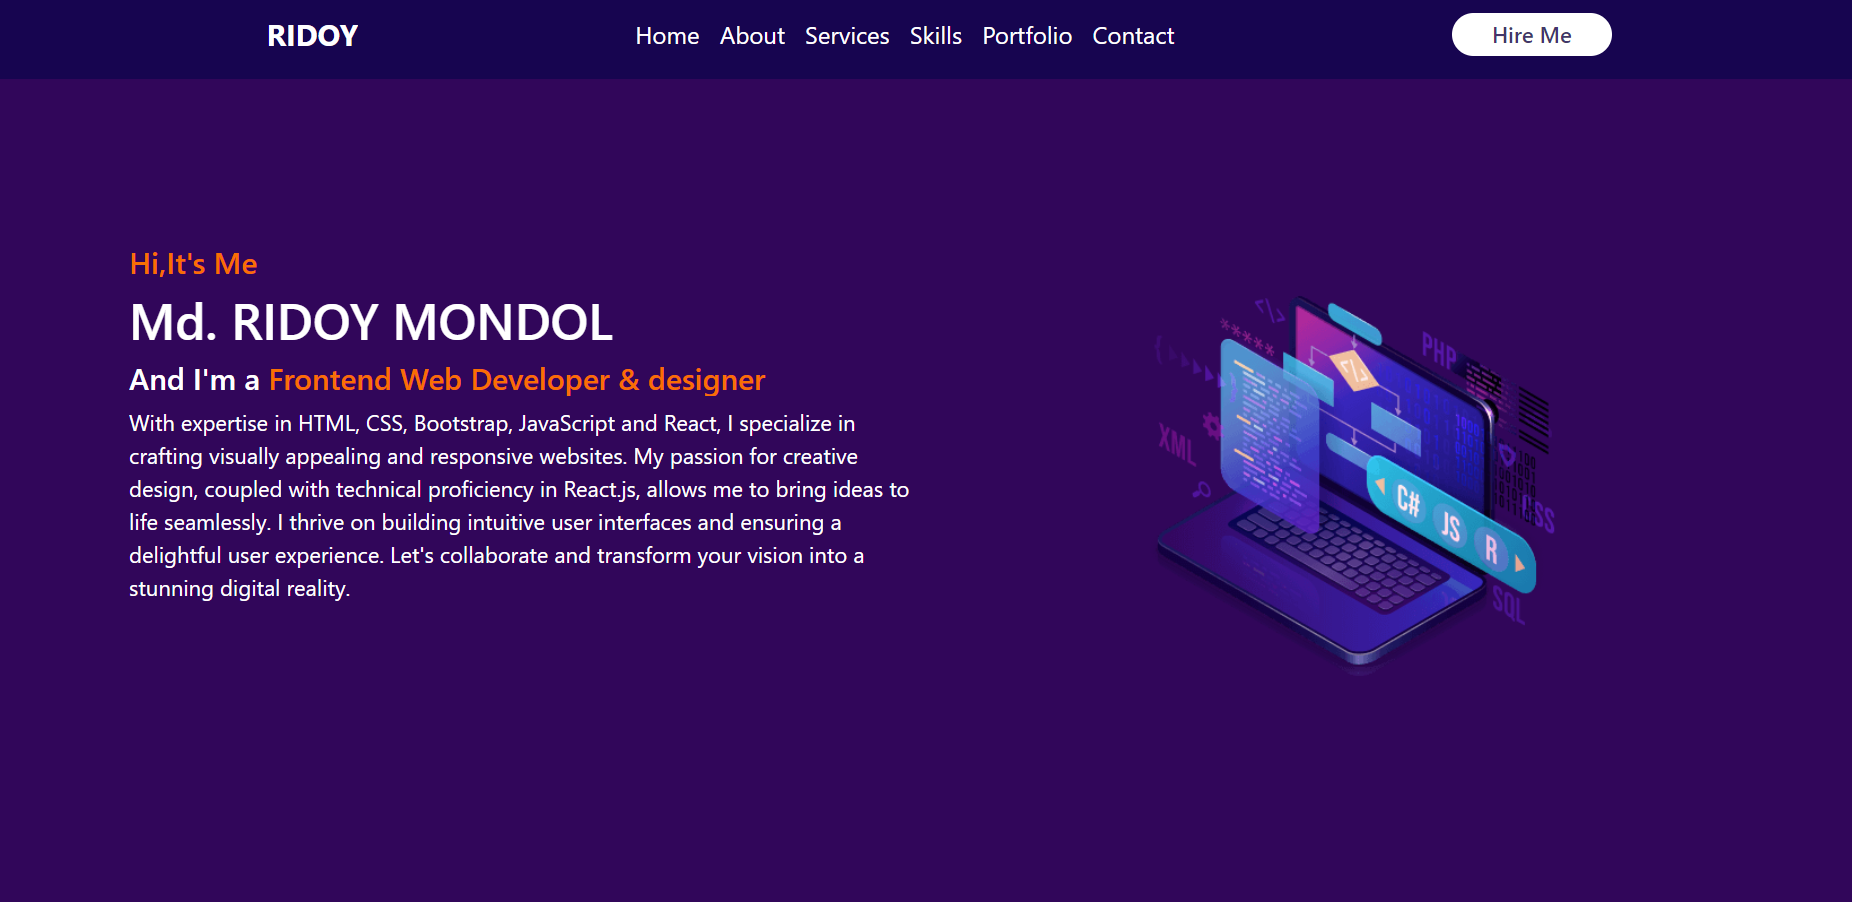 RIDOY
Home About Services Skills Portfolio Contact
Hire Me
Hi,It's Me
Md. RIDOY MONDOL
And I'm a Frontend Web Developer & designer
With expertise in HTML, CSS, Bootstrap, JavaScript and React, I specialize in
crafting visually appealing and responsive websites. My passion for creative
design, coupled with technical proficiency in React.js, allows me to bring ideas to
life seamlessly. I thrive on building intuitive user interfaces and ensuring a
delightful user experience. Let's collaborate and transform your vision into a
stunning digital reality.
</>
*****
PHP
</>
XML
C# JS R
CSS
SQL